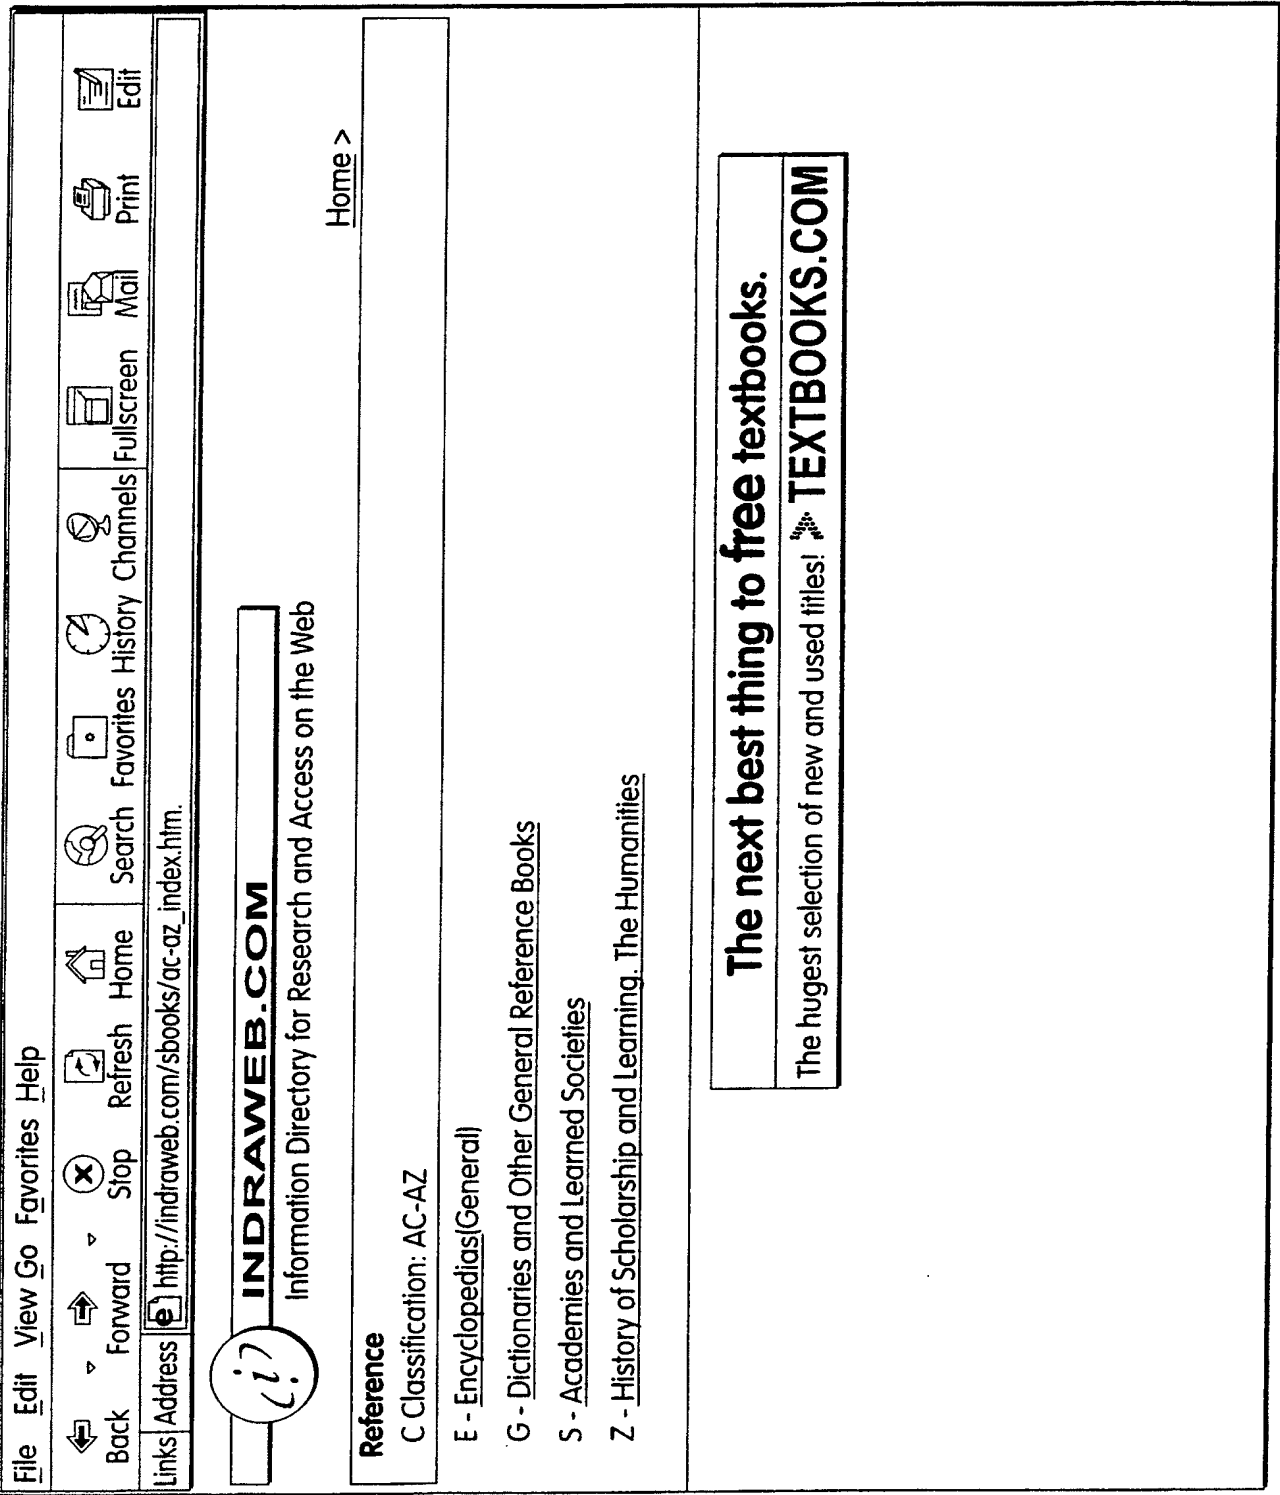 File Edit View Go Favorites Help
Back Forward Stop Refresh Home Search Favorites History Channels Fullscreen Mail Print Edit
Links Address e http://indraweb.com/sbooks/ac-az_index.htm.
i
INDRAWEB.COM
Information Directory for Research and Access on the Web
Home >
Reference
C Classification: AC-AZ
E - Encyclopedias(General)
G - Dictionaries and Other General Reference Books
S - Academies and Learned Societies
Z - History of Scholarship and Learning. The Humanities
The next best thing to free textbooks.
The hugest selection of new and used titles! > TEXTBOOKS.COM